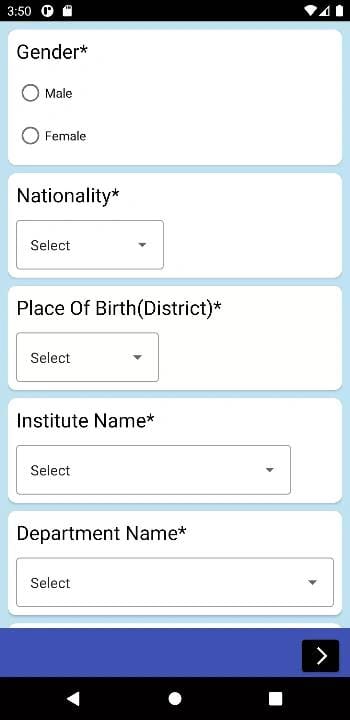 3:50
Gender*
Male
Female
Nationality*
Select
Place Of Birth(District)*
Select
Institute Name*
Select
Department Name*
Select